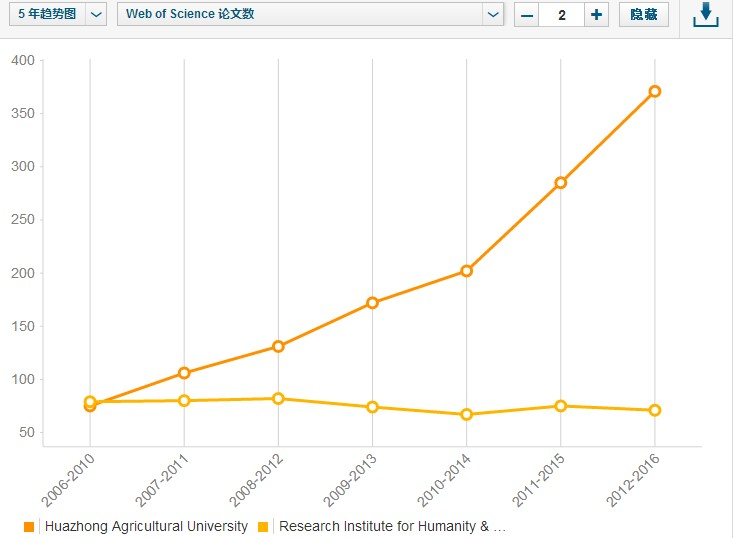 5 年趋势图 Web of Science 论文数 2 隐藏
400
350
300
250
200
150
100
50
2006-2010 2007-2011 2008-2012 2009-2013 2010-2014 2011-2015 2012-2016
Huazhong Agricultural University Research Institute for Humanity & ...